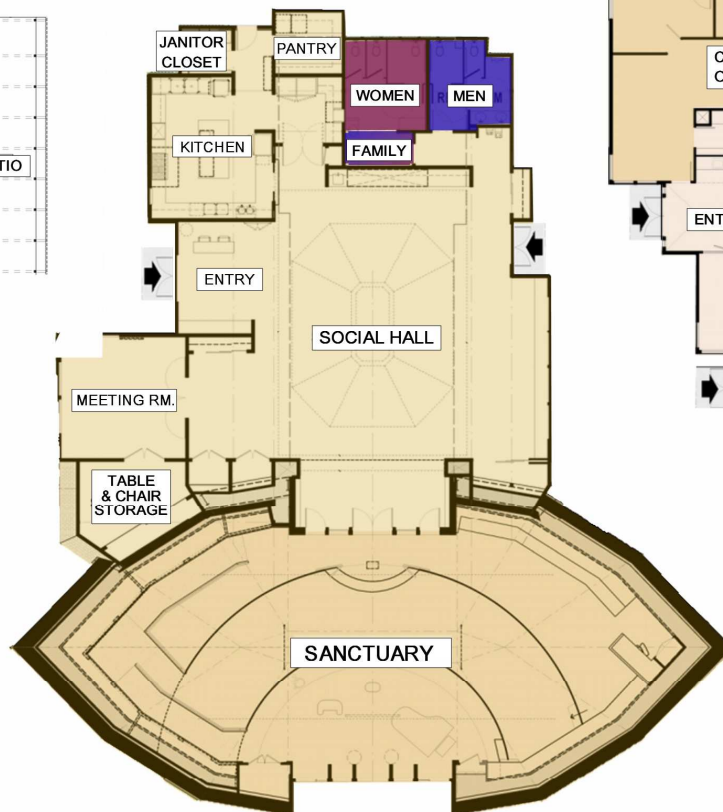 JANITOR
CLOSET
PANTRY
WOMEN
MEN
KITCHEN
FAMILY
TIO
ENT
ENTRY
SOCIAL HALL
MEETING RM.
TABLE
& CHAIR
STORAGE
SANCTUARY